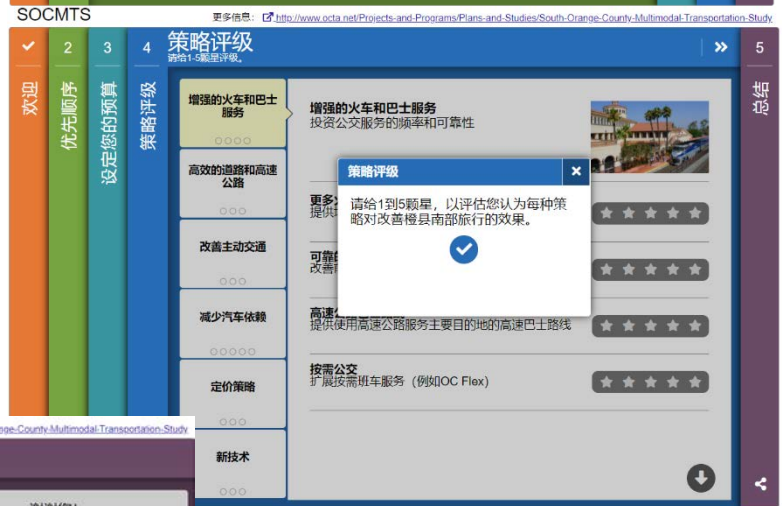 SOCMTS
更多信息: http://www.octa.net/Projects-and-Programs/Plans-and-Studies/South-Orange-County-Multimodal-Transportation-Study
欢迎
2
优先顺序
3
设定您的预算
4
策略评级
策略评级
请给1-5颗星评级。
5
总结
增强的火车和巴士
服务
高效的道路和高速
公路
改善主动交通
减少汽车依赖
定价策略
新技术
增强的火车和巴士服务
投资公交服务的频率和可靠性
策略评级
请给1到5颗星，以评估您认为每种策
略对改善橙县南部旅行的效果。
更多
提供
可靠的
改善
高速
提供使用高速公路服务主要目的地的高速巴士路线
按需公交
扩展按需班车服务（例如OC Flex）
nge-County-Multimodal-Transportation-Study